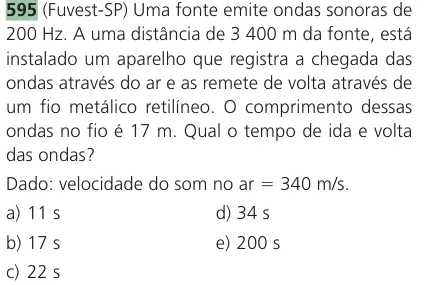 595 (Fuvest-SP) Uma fonte emite ondas sonoras de
200 Hz. A uma distância de 3 400 m da fonte, está
instalado um aparelho que registra a chegada das
ondas através do ar e as remete de volta através de
um fio metálico retilíneo. O comprimento dessas
ondas no fio é 17 m. Qual o tempo de ida e volta
das ondas?
Dado: velocidade do som no ar = 340 m/s.
a) 11 s
b) 17 s
c) 22 s
d) 34 s
e) 200 s